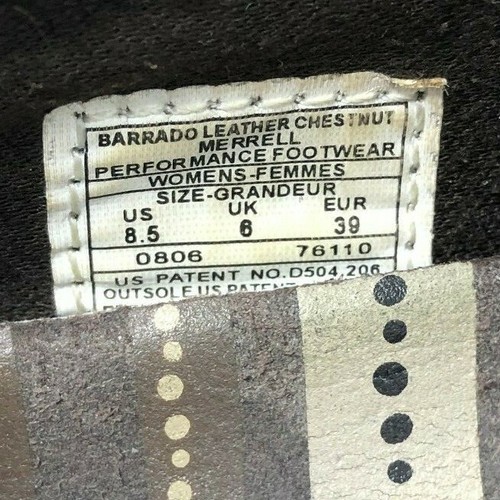 BARRADO LEATHER CHESTNUT
MERRELL
PERFORMANCE FOOTWEAR
WOMENS-FEMMES
SIZE-GRANDEUR
US UK EUR
8.5 6 39
0806 76110
US PATENT NO.D504,206
OUTSOLE US